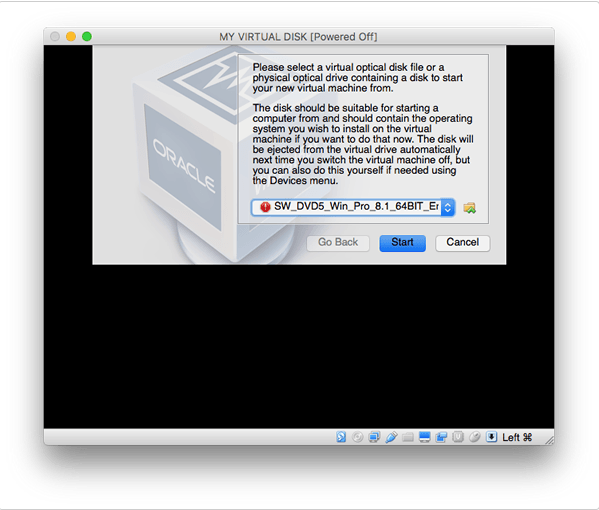 MY VIRTUAL DISK [Powered Off]
Please select a virtual optical disk file or a
physical optical drive containing a disk to start
your new virtual machine from.
The disk should be suitable for starting a
computer from and should contain the operating
system you wish to install on the virtual
machine if you want to do that now. The disk will
be ejected from the virtual drive automatically
next time you switch the virtual machine off, but
you can also do this yourself if needed using
the Devices menu.
ORACLE
SW_DVD5_Win_Pro_8.1_64BIT_Er
Go Back
Start
Cancel
Left ⌘